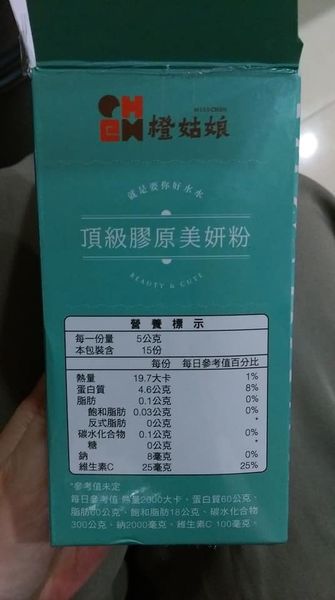 MISSCHEN
CHEN 橙姑娘
就是要你好水水
頂級膠原美妍粉
BEAUTY & CUTE
營養標示
每一份量 5公克
本包裝含 15份
每份 每日參考值百分比
熱量 19.7大卡 1%
蛋白質 4.6公克 8%
脂肪 0.1公克 0%
飽和脂肪 0.03公克 0%
反式脂肪 0公克 *
碳水化合物 0.1公克 0%
糖 0公克 *
鈉 8毫克 0%
維生素C 25毫克 25%
*參考值未定
每日參考值:熱量2000大卡、蛋白質60公克、
脂肪60公克、飽和脂肪18公克、碳水化合物
300公克、鈉2000毫克、維生素C 100毫克。